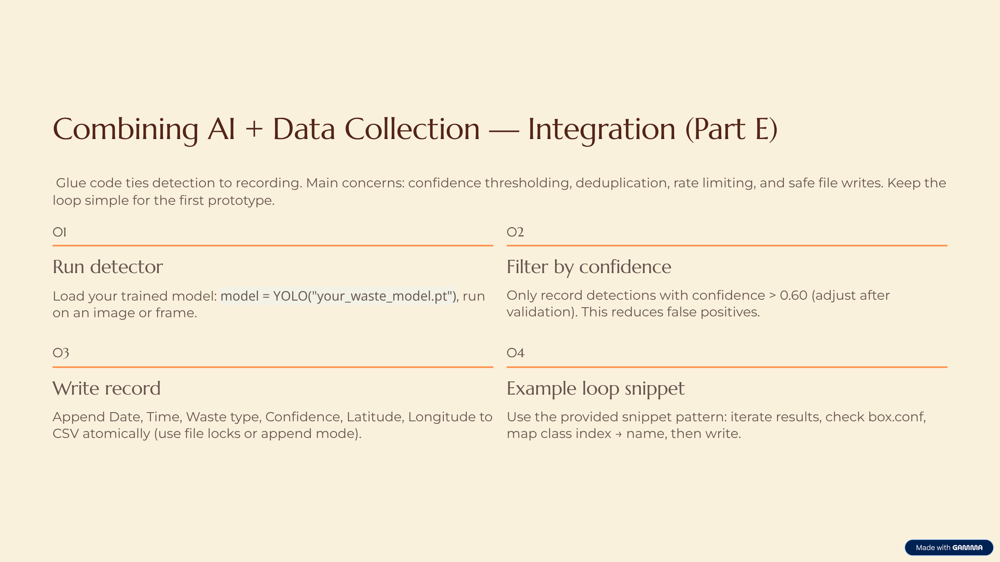 Combining AI + Data Collection — Integration (Part E)
Glue code ties detection to recording. Main concerns: confidence thresholding, deduplication, rate limiting, and safe file writes. Keep the
loop simple for the first prototype.
01
Run detector
Load your trained model: model = YOLO("your_waste_model.pt"), run
on an image or frame.
02
Filter by confidence
Only record detections with confidence > 0.60 (adjust after
validation). This reduces false positives.
03
Write record
Append Date, Time, Waste type, Confidence, Latitude, Longitude to
CSV atomically (use file locks or append mode).
04
Example loop snippet
Use the provided snippet pattern: iterate results, check box.conf,
map class index → name, then write.
Made with GAMMA